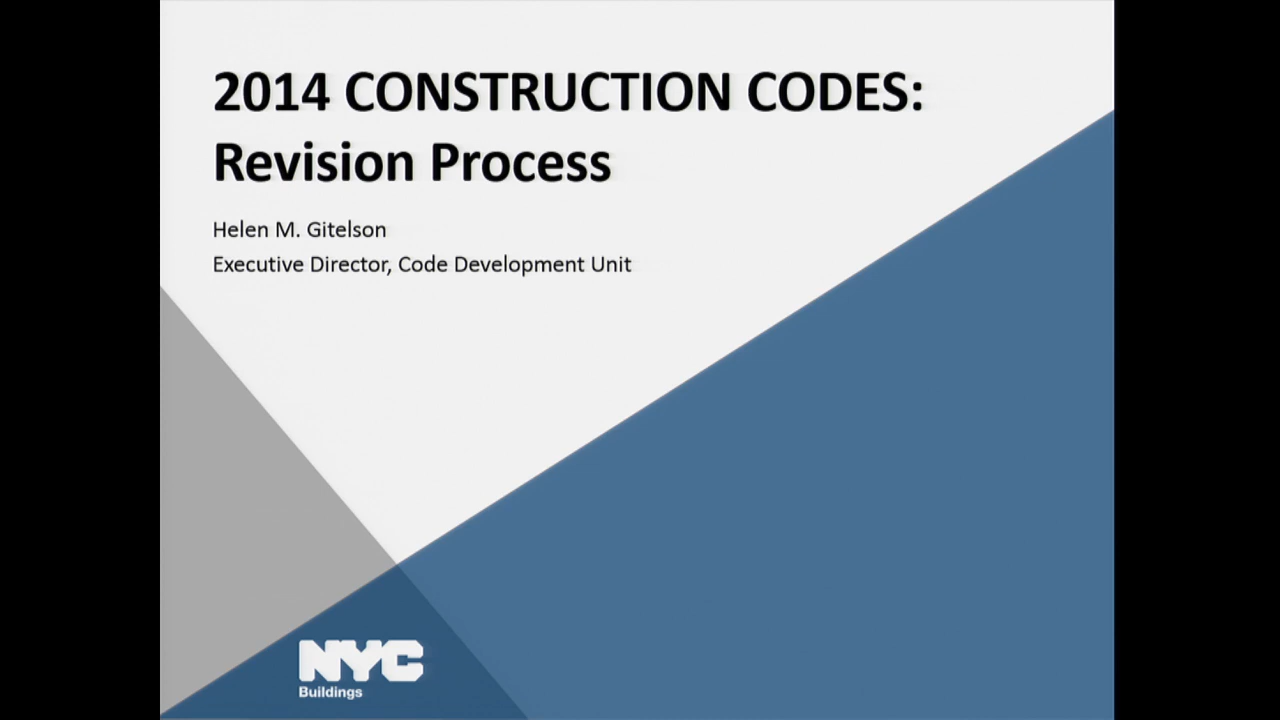 2014 CONSTRUCTION CODES:
Revision Process
Helen M. Gitelson
Executive Director, Code Development Unit
NYC
Buildings